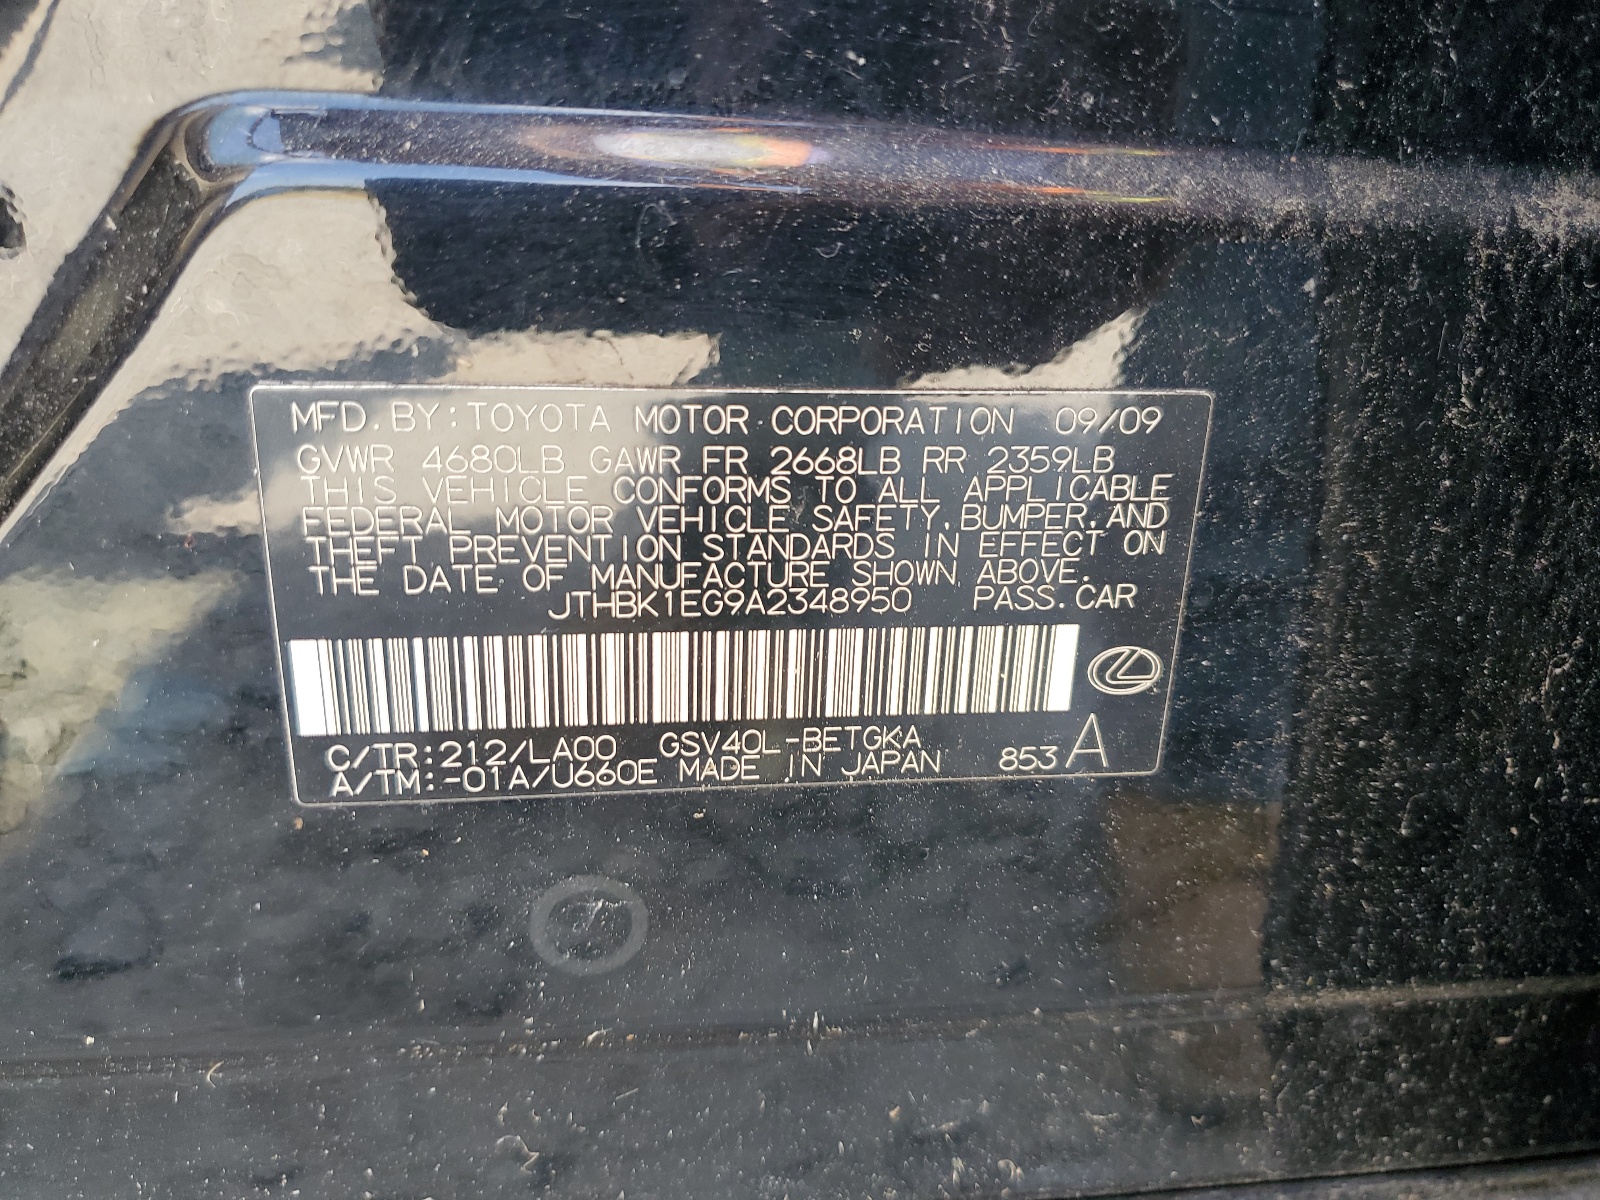 MFD. BY: TOYOTA MOTOR CORPORATION 09/09
GVWR 4680LB GAWR FR 2668LB RR 2359LB
THIS VEHICLE CONFORMS TO ALL APPLICABLE
FEDERAL MOTOR VEHICLE SAFETY, BUMPER, AND
THEFT PREVENTION STANDARDS IN EFFECT ON
THE DATE OF MANUFACTURE SHOWN ABOVE.
JTHBK1EG9A2348950 PASS. CAR
C/TR:212/LA00 GSV40L-BETGKA
A/TM:-01A/U660E MADE IN JAPAN 853 A